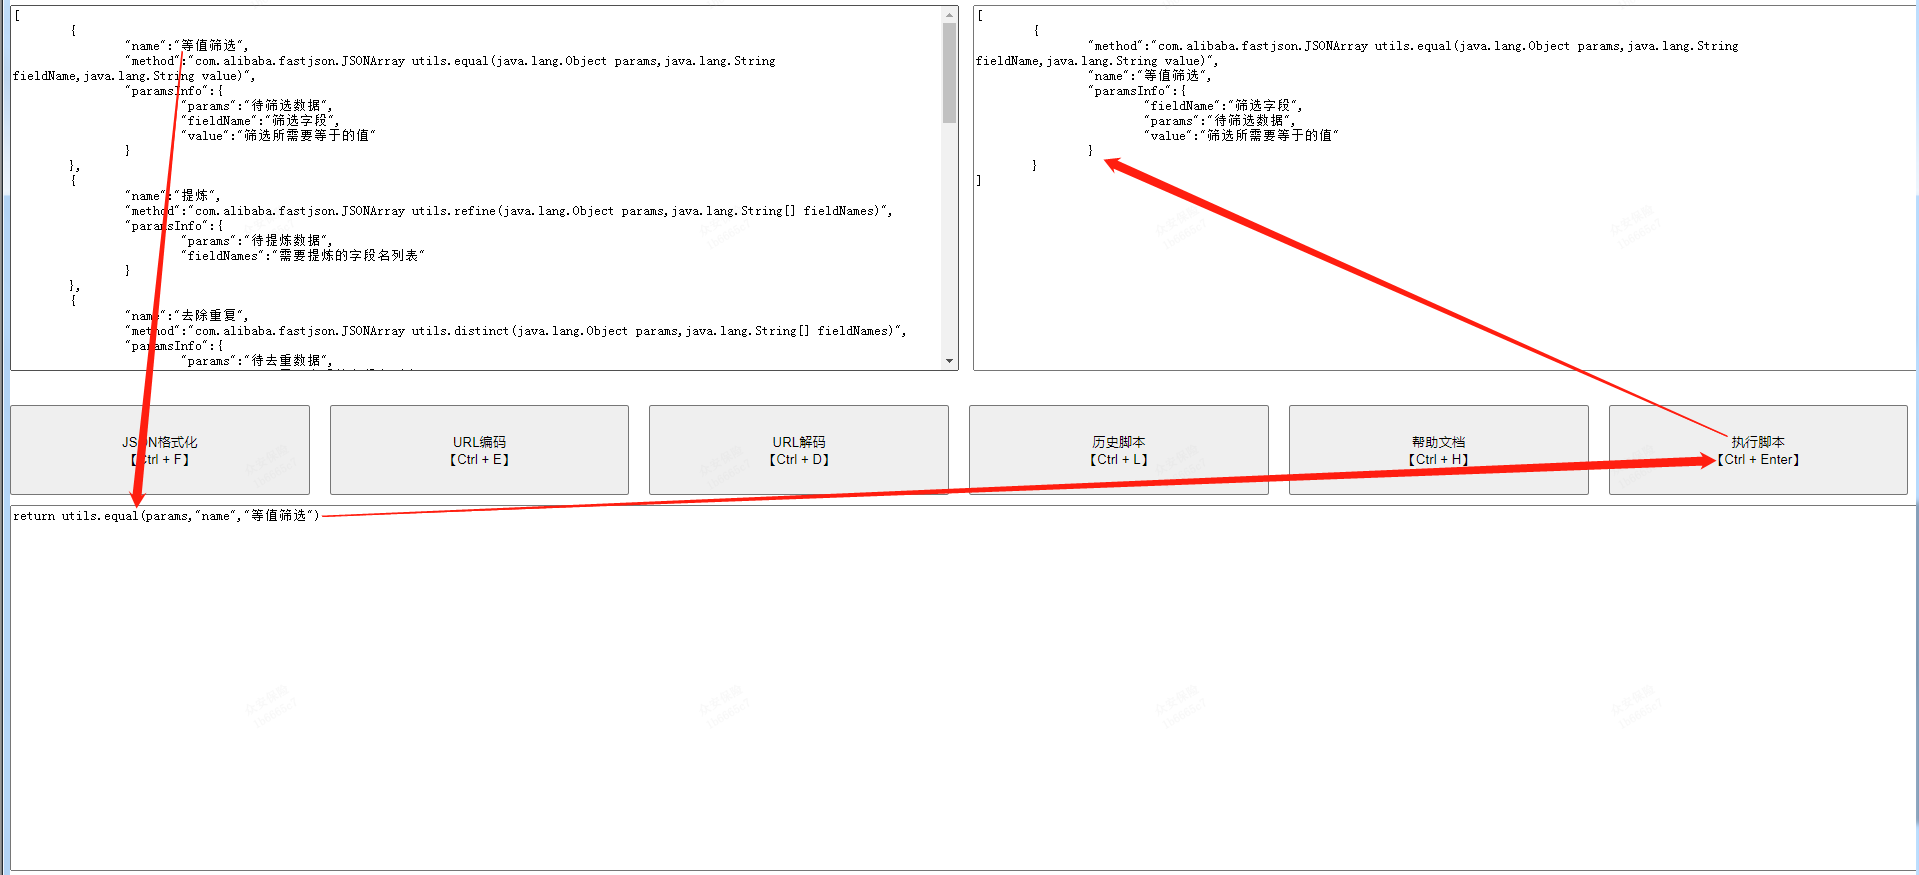 [
{
"name":"等值筛选",
"method":"com.alibaba.fastjson.JSONArray utils.equal(java.lang.Object params,java.lang.String
fieldName,java.lang.String value)",
"paramsInfo":{
"params":"待筛选数据",
"fieldName":"筛选字段",
"value":"筛选所需要等于的值"
}
},
{
"name":"提炼",
"method":"com.alibaba.fastjson.JSONArray utils.refine(java.lang.Object params,java.lang.String[] fieldNames)",
"paramsInfo":{
"params":"待提炼数据",
"fieldNames":"需要提炼的字段名列表"
}
},
{
"name":"去除重复",
"method":"com.alibaba.fastjson.JSONArray utils.distinct(java.lang.Object params,java.lang.String[] fieldNames)",
"paramsInfo":{
"params":"待去重数据",
[
{
"method":"com.alibaba.fastjson.JSONArray utils.equal(java.lang.Object params,java.lang.String
fieldName,java.lang.String value)",
"name":"等值筛选",
"paramsInfo":{
"fieldName":"筛选字段",
"params":"待筛选数据",
"value":"筛选所需要等于的值"
}
}
]
JSON格式化
【Ctrl + F】
URL编码
【Ctrl + E】
URL解码
【Ctrl + D】
历史脚本
【Ctrl + L】
帮助文档
【Ctrl + H】
执行脚本
【Ctrl + Enter】
return utils.equal(params,"name","等值筛选")